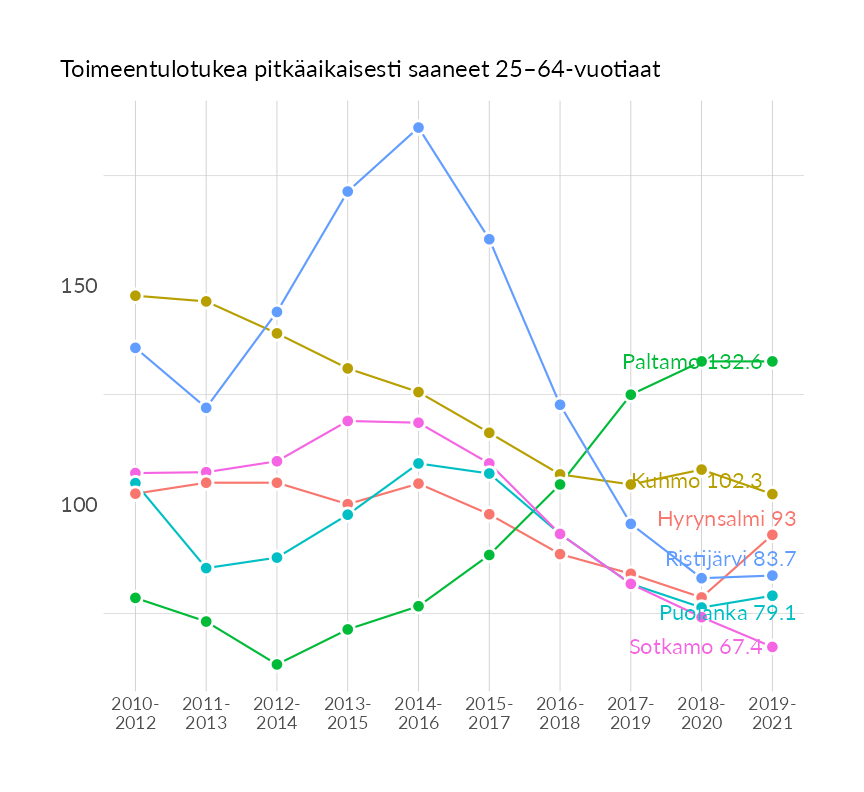 Toimeentulotukea pitkäaikaisesti saaneet 25–64-vuotiaat
150
Paltamo 132.6
Kuhmo 102.3
100
Hyrynsalmi 93
Ristijärvi 83.7
Puolanka 79.1
Sotkamo 67.4
2010- 2011- 2012- 2013- 2014- 2015- 2016- 2017- 2018- 2019-
2012 2013 2014 2015 2016 2017 2018 2019 2020 2021